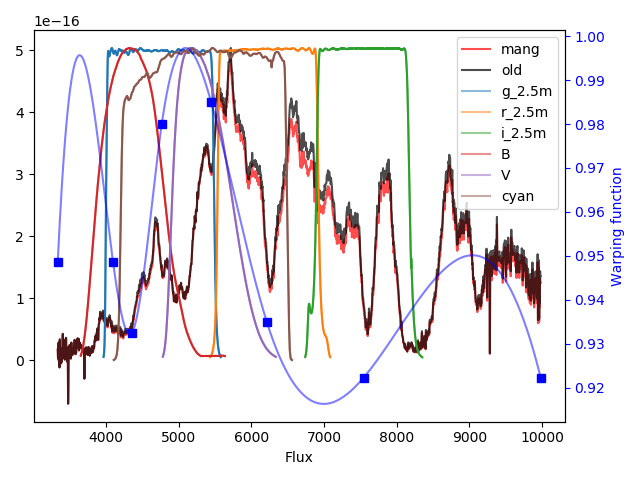 1e−16
5
4
3
2
1
0
4000 5000 6000 7000 8000 9000 10000
Flux
1.00
0.99
0.98
0.97
0.96
0.95
0.94
0.93
0.92
Warping function
mang
old
g_2.5m
r_2.5m
i_2.5m
B
V
cyan